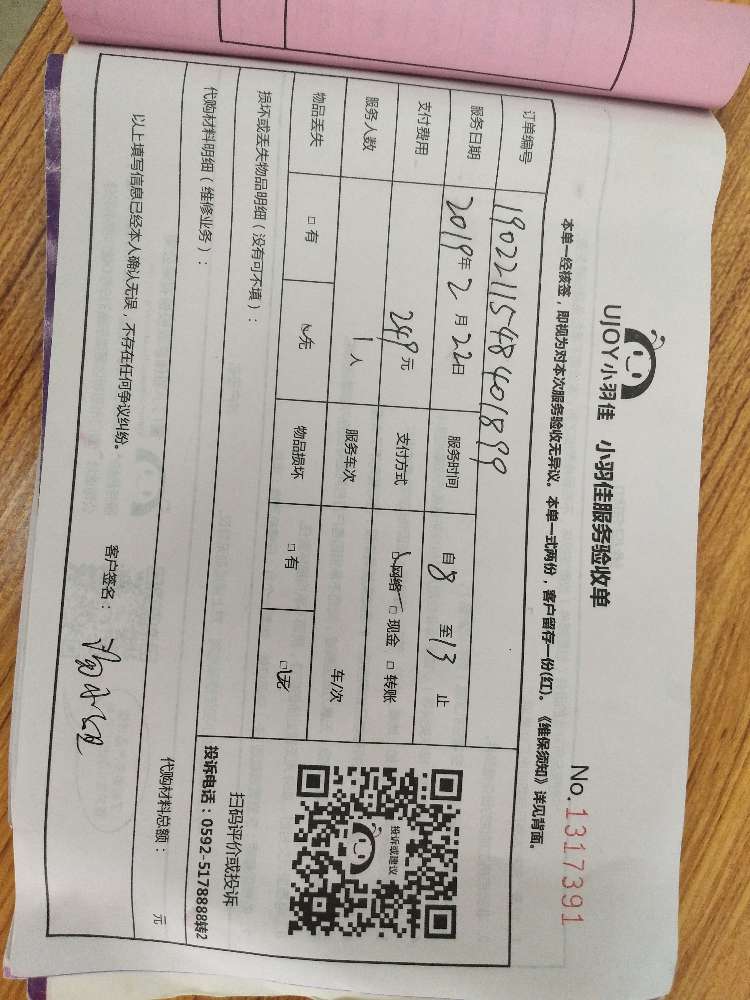 UJOY小羽佳 小羽佳服务验收单
No.1317391
本单一经核签，即视为对本次服务验收无异议。本单一式两份，客户留存一份(红)。《维保须知》详见背面。
订单编号 1902211548401899
服务日期 2019年2月22日 服务时间 自8至13止
支付费用 249元 支付方式 □网络 □现金 □转账
服务人数 1人 服务车次 车/次
物品丢失 □有 □无 物品损坏 □有 □无
损坏或丢失物品明细（没有可不填）：
投诉或建议
扫码评价或投诉
投诉电话：0592-5178888转2
代购材料明细（维修业务）： 代购材料总额： 元
以上填写信息已经本人确认无误，不存在任何争议纠纷。
客户签名：